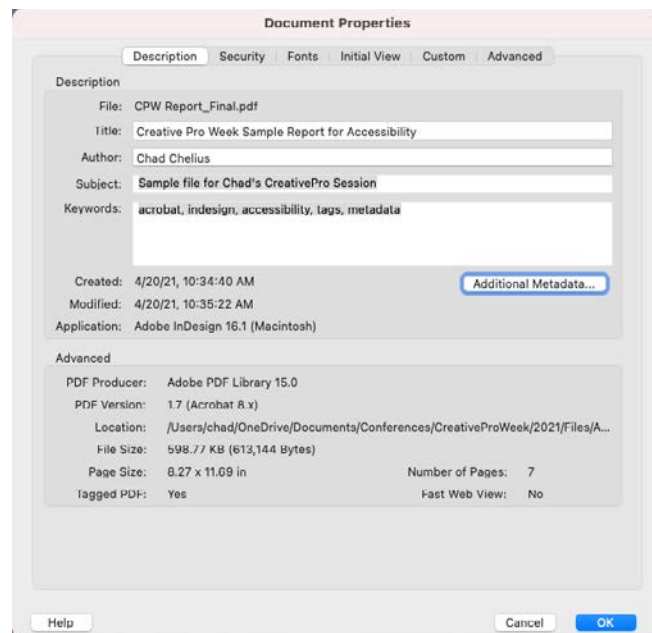 Document Properties
Description Security Fonts Initial View Custom Advanced
Description
File: CPW Report_Final.pdf
Title: Creative Pro Week Sample Report for Accessibility
Author: Chad Chelius
Subject: Sample file for Chad's CreativePro Session
Keywords: acrobat, indesign, accessibility, tags, metadata
Created: 4/20/21, 10:34:40 AM Additional Metadata...
Modified: 4/20/21, 10:35:22 AM
Application: Adobe InDesign 16.1 (Macintosh)
Advanced
PDF Producer: Adobe PDF Library 15.0
PDF Version: 1.7 (Acrobat 8.x)
Location: /Users/chad/OneDrive/Documents/Conferences/CreativeProWeek/2021/Files/A...
File Size: 598.77 KB (613,144 Bytes)
Page Size: 8.27 x 11.69 in Number of Pages: 7
Tagged PDF: Yes Fast Web View: No
Help Cancel OK